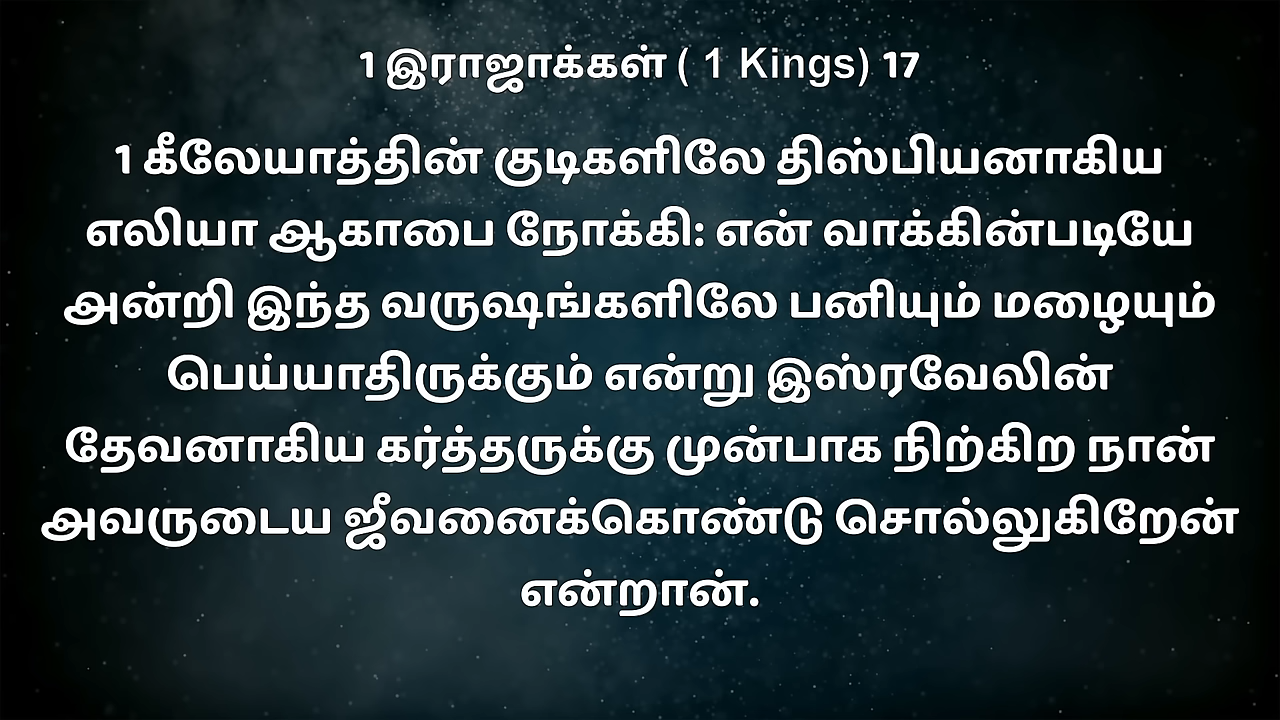 1 இராஜாக்கள் ( 1 Kings) 17
1 கீலேயாத்தின் குடிகளிலே திஸ்பியனாகிய
எலியா ஆகாபை நோக்கி: என் வாக்கின்படியே
அன்றி இந்த வருஷங்களிலே பனியும் மழையும்
பெய்யாதிருக்கும் என்று இஸ்ரவேலின்
தேவனாகிய கர்த்தருக்கு முன்பாக நிற்கிற நான்
அவருடைய ஜீவனைக்கொண்டு சொல்லுகிறேன்
என்றான்.